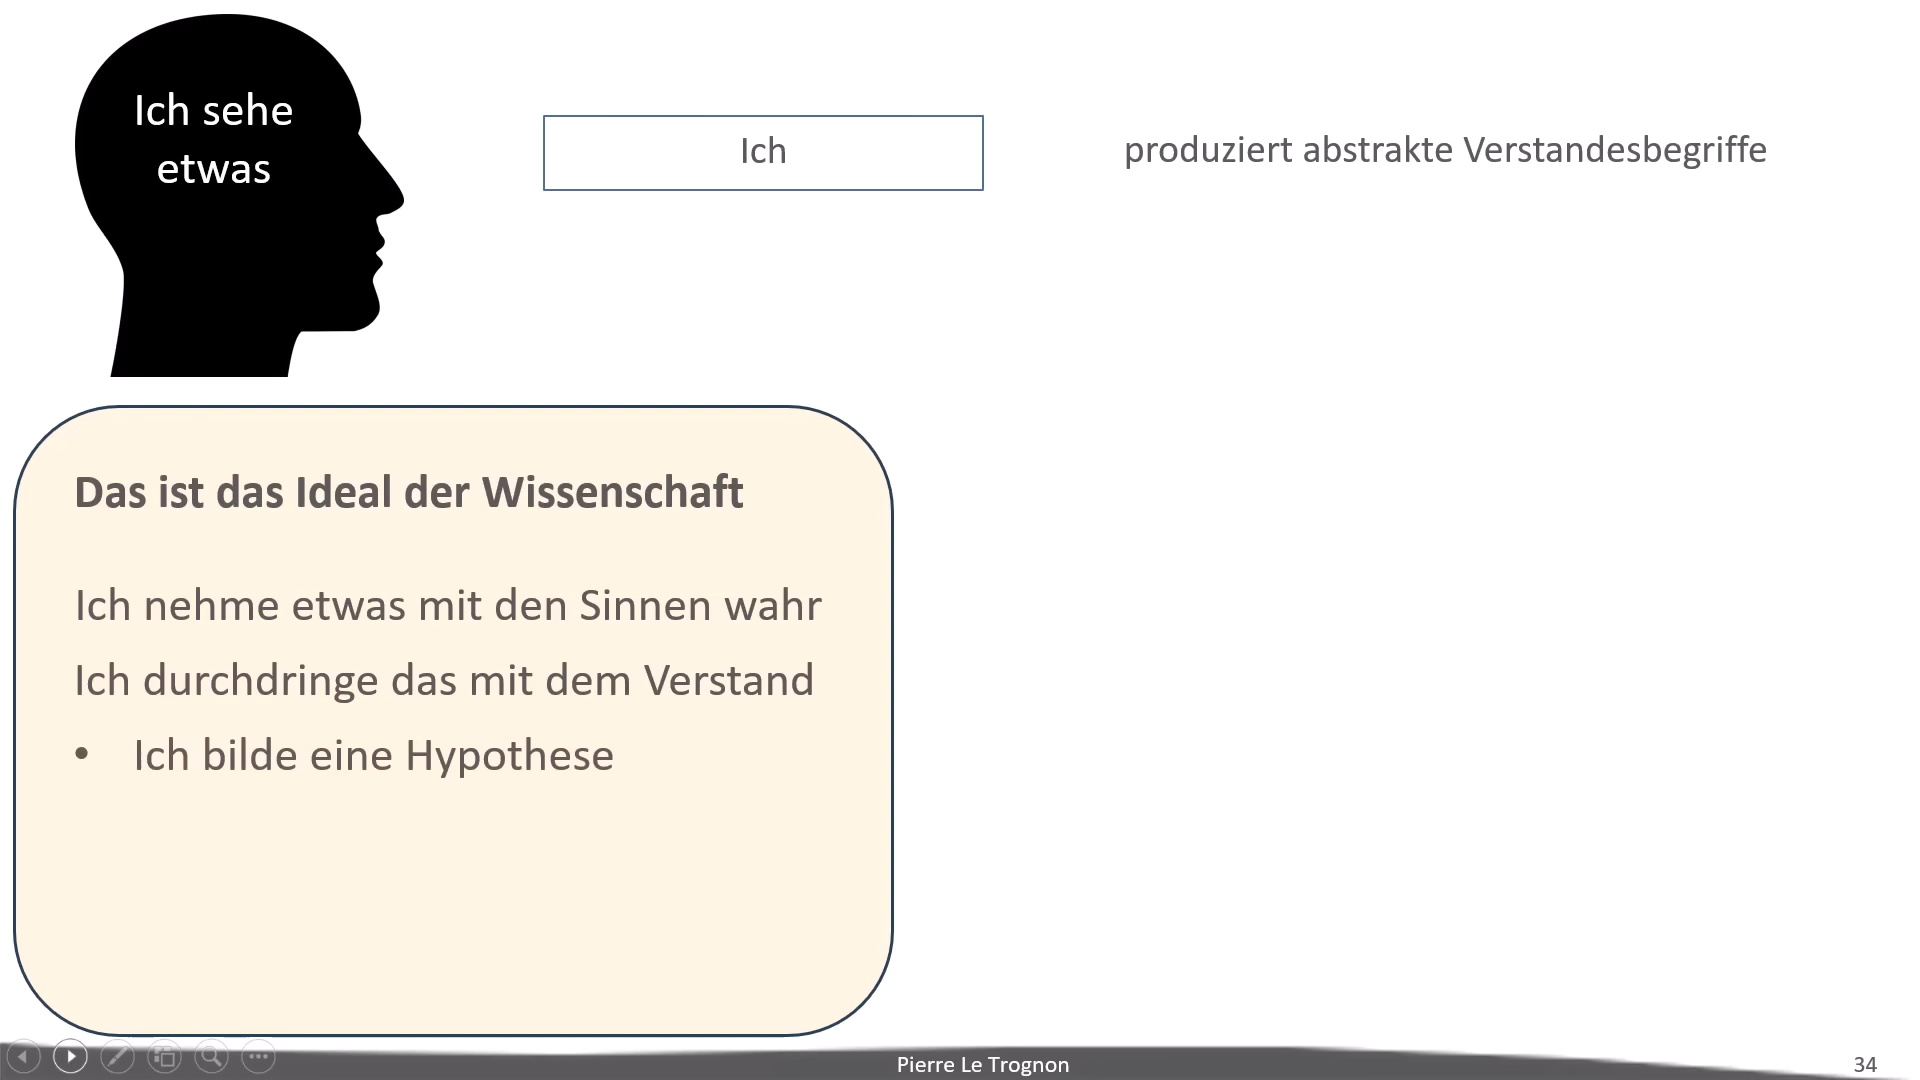 Ich sehe
etwas
Ich
produziert abstrakte Verstandesbegriffe
Das ist das Ideal der Wissenschaft
Ich nehme etwas mit den Sinnen wahr
Ich durchdringe das mit dem Verstand
• Ich bilde eine Hypothese
Pierre Le Trognon
34